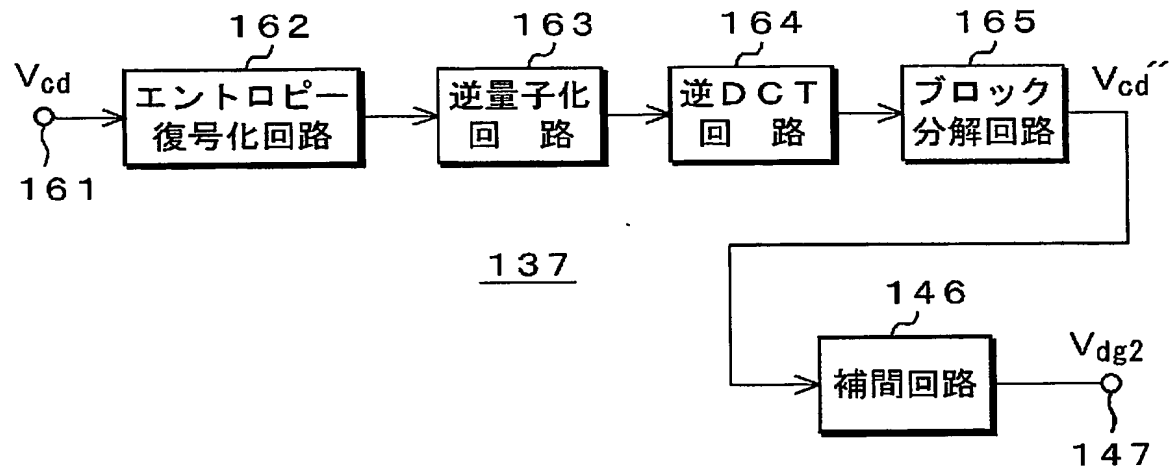 162
163
164
165
Vcd
エントロピー
復号化回路
逆量子化
回 路
逆DCT
回 路
ブロック
分解回路
Vcd″
161
137
146
補間回路
Vdg2
147